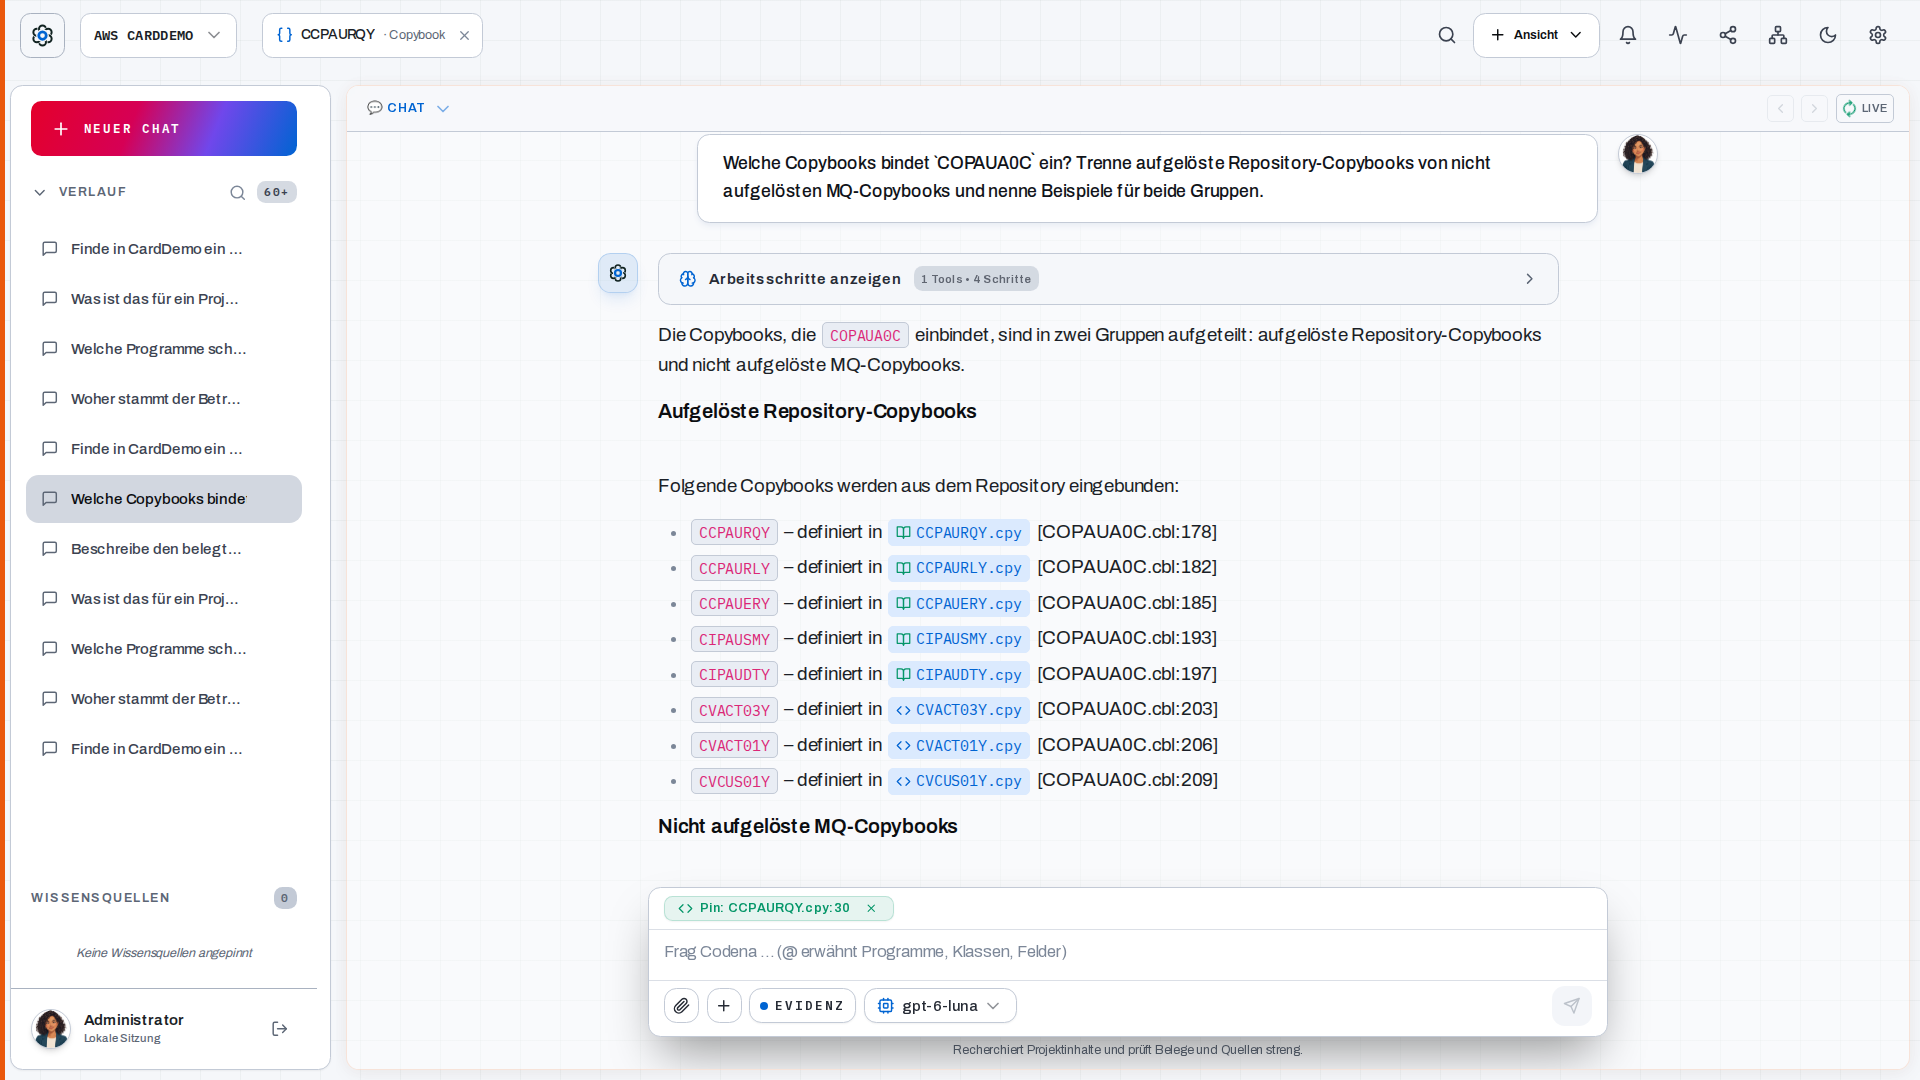 AWS CARDDEMO
CCPAURQY · Copybook
Ansicht
NEUER CHAT
VERLAUF
60+
Finde in CardDemo ein ...
Was ist das für ein Proj...
Welche Programme sch...
Woher stammt der Betr...
Finde in CardDemo ein ...
Welche Copybooks binde
Beschreibe den belegt...
Was ist das für ein Proj...
Welche Programme sch...
Woher stammt der Betr...
Finde in CardDemo ein ...
WISSENSQUELLEN
0
Keine Wissensquellen angepinnt
Administrator
Lokale Sitzung
CHAT
LIVE
Welche Copybooks bindet `COPAUA0C` ein? Trenne aufgelöste Repository-Copybooks von nicht
aufgelösten MQ-Copybooks und nenne Beispiele für beide Gruppen.
Arbeitsschritte anzeigen
1 Tools • 4 Schritte
Die Copybooks, die COPAUA0C einbindet, sind in zwei Gruppen aufgeteilt: aufgelöste Repository-Copybooks
und nicht aufgelöste MQ-Copybooks.
Aufgelöste Repository-Copybooks
Folgende Copybooks werden aus dem Repository eingebunden:
• CCPAURQY – definiert in CCPAURQY.cpy [COPAUA0C.cbl:178]
• CCPAURLY – definiert in CCPAURLY.cpy [COPAUA0C.cbl:182]
• CCPAUERY – definiert in CCPAUERY.cpy [COPAUA0C.cbl:185]
• CIPAUSMY – definiert in CIPAUSMY.cpy [COPAUA0C.cbl:193]
• CIPAUDTY – definiert in CIPAUDTY.cpy [COPAUA0C.cbl:197]
• CVACT03Y – definiert in CVACT03Y.cpy [COPAUA0C.cbl:203]
• CVACT01Y – definiert in CVACT01Y.cpy [COPAUA0C.cbl:206]
• CVCUS01Y – definiert in CVCUS01Y.cpy [COPAUA0C.cbl:209]
Nicht aufgelöste MQ-Copybooks
Pin: CCPAURQY.cpy:30
Frag Codena ... (@ erwähnt Programme, Klassen, Felder)
EVIDENZ
gpt-6-luna
Recherchiert Projektinhalte und prüft Belege und Quellen streng.